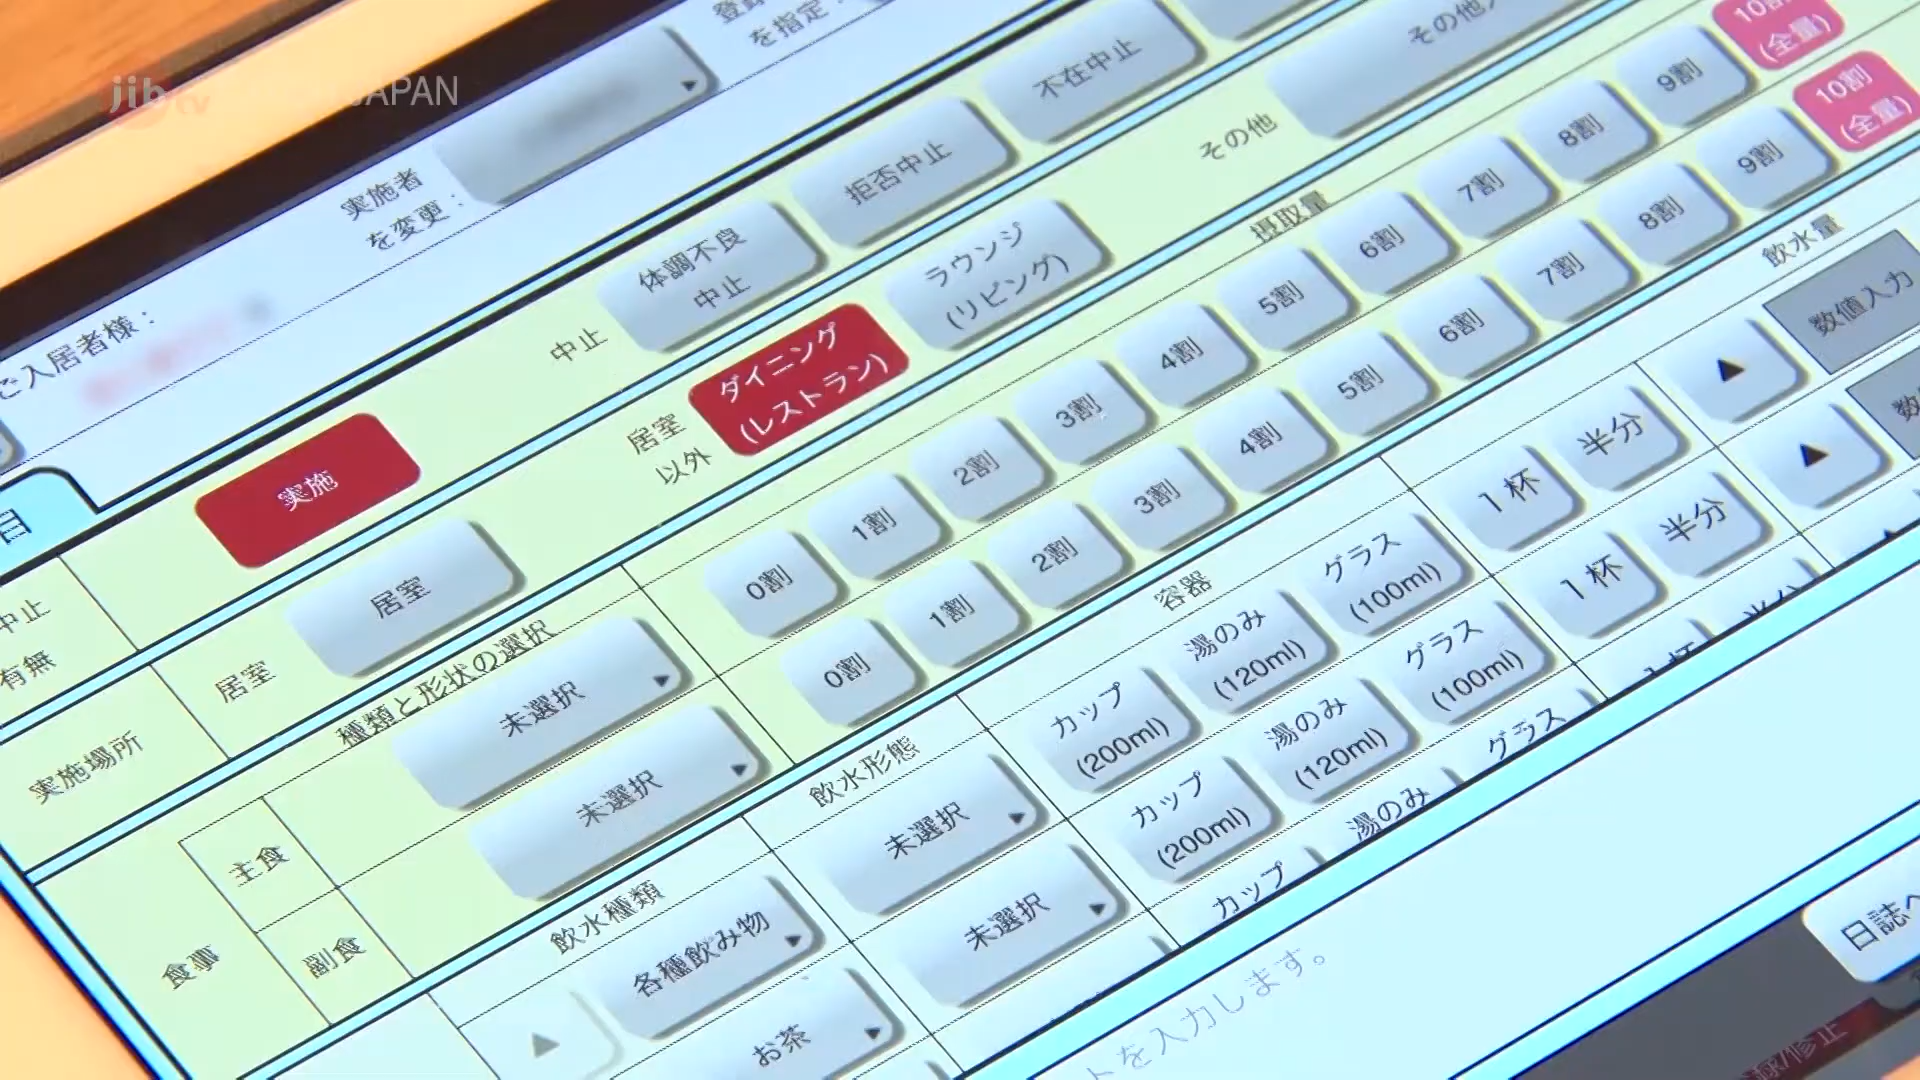 jibtv
JAPAN
を指定：
実施者
を変更：
ご入居者様：
中止
体調不良
中止
拒否中止
不在中止
その他
実施
中止
有無
実施場所
居室
居室
居室
以外
ダイニング
(レストラン)
ラウンジ
(リビング)
その他
種類と形状の選択
摂取量
食事
主食
未選択
0割
1割
2割
3割
4割
5割
6割
7割
8割
9割
10割
(全量)
副食
未選択
0割
1割
2割
3割
4割
5割
6割
7割
8割
9割
10割
(全量)
飲水種類
飲水形態
容器
飲水量
▲
各種飲み物
未選択
カップ
(200ml)
湯のみ
(120ml)
グラス
(100ml)
1杯
半分
▲
数値入力
お茶
未選択
カップ
(200ml)
湯のみ
(120ml)
グラス
(100ml)
1杯
半分
▲
カップ
湯のみ
グラス
トを入力します。
日誌へ